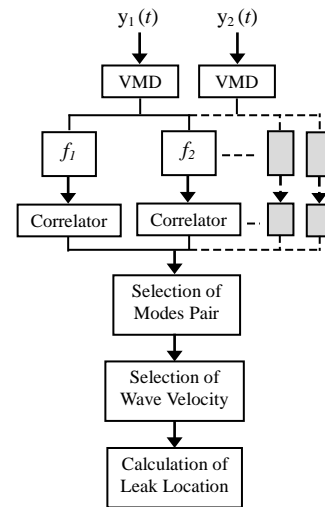 y₁(t) y₂(t)
VMD VMD
f₁ f₂
Correlator Correlator
Selection of
Modes Pair
Selection of
Wave Velocity
Calculation of
Leak Location